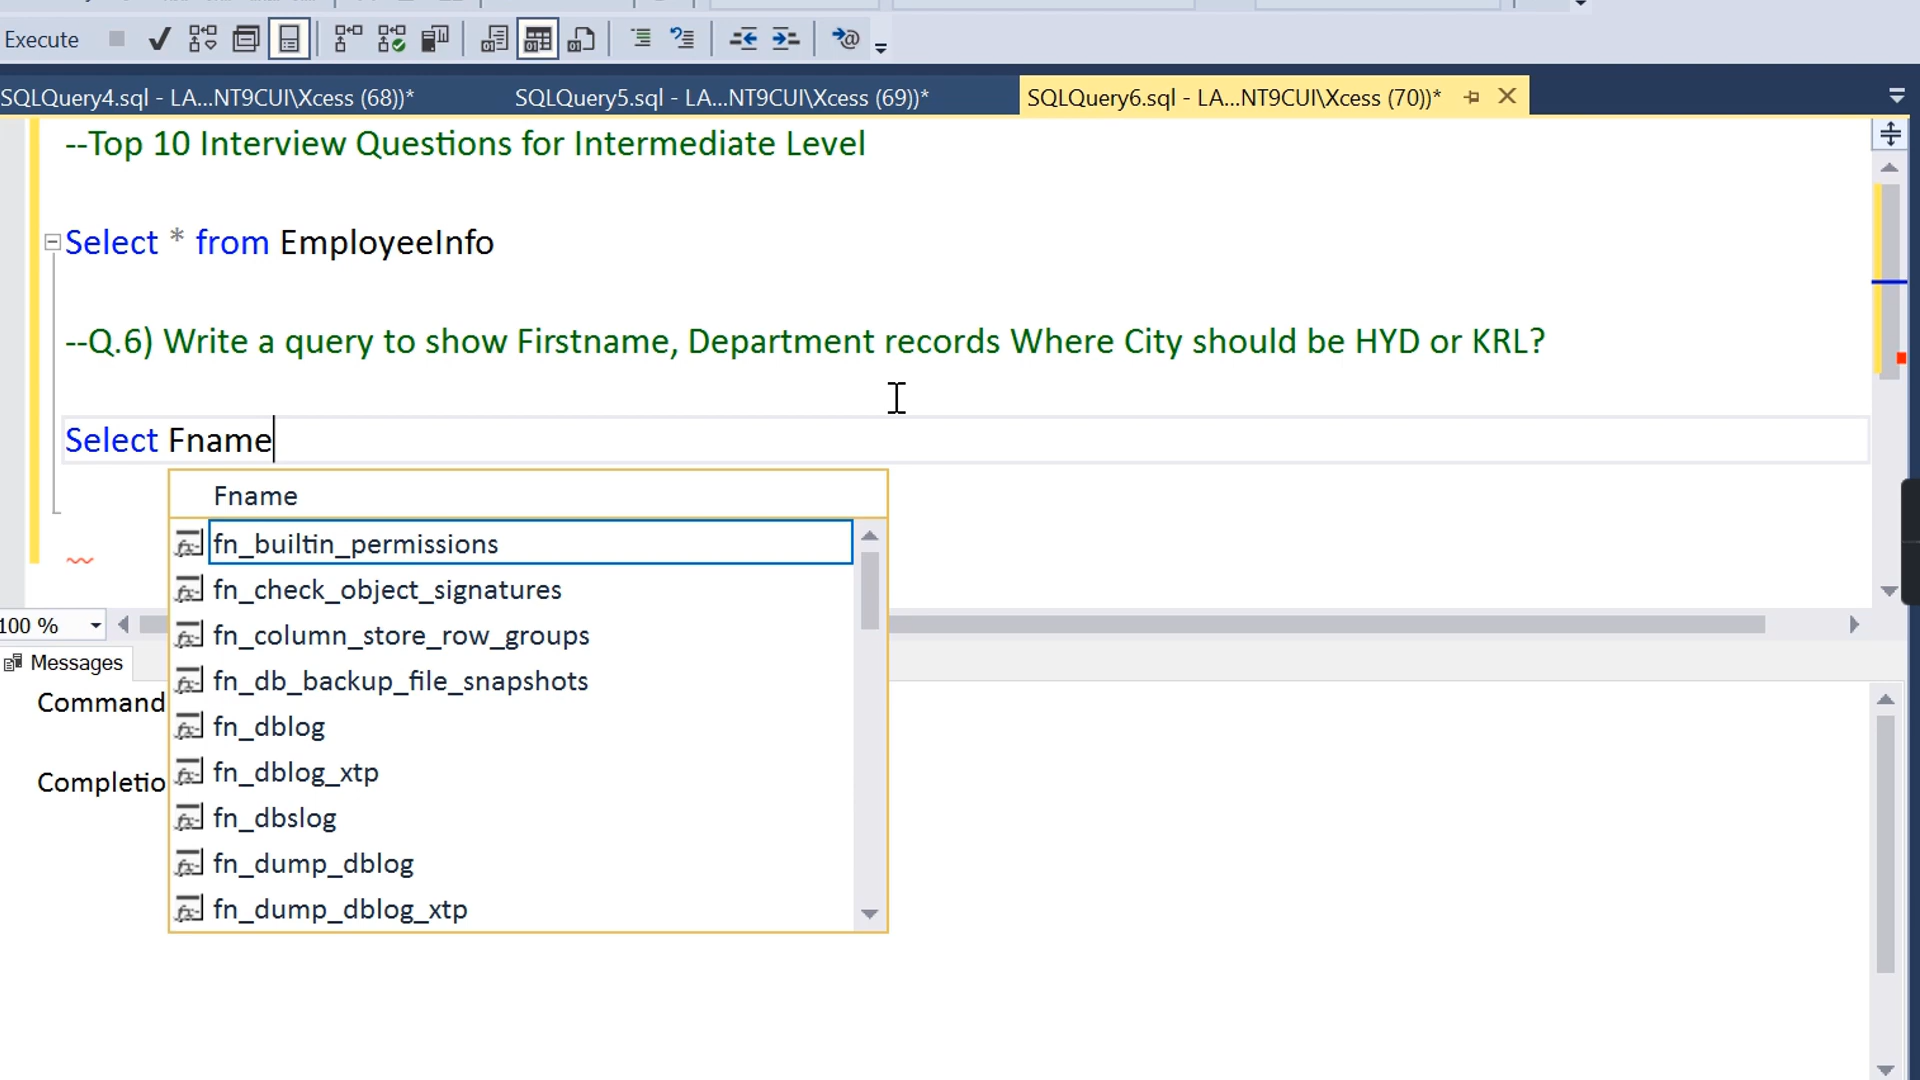 Execute
SQLQuery4.sql - LA...NT9CUI\Xcess (68))*
SQLQuery5.sql - LA...NT9CUI\Xcess (69))*
SQLQuery6.sql - LA...NT9CUI\Xcess (70))*
--Top 10 Interview Questions for Intermediate Level
Select * from EmployeeInfo
--Q.6) Write a query to show Firstname, Department records Where City should be HYD or KRL?
Select Fname
Fname
fn_builtin_permissions
fn_check_object_signatures
fn_column_store_row_groups
fn_db_backup_file_snapshots
fn_dblog
fn_dblog_xtp
fn_dbslog
fn_dump_dblog
fn_dump_dblog_xtp
100 %
Messages
Command
Completio